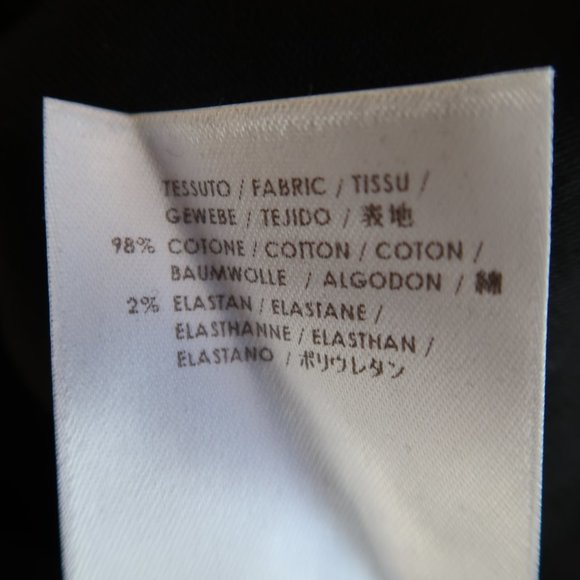 TESSUTO / FABRIC / TISSU /
GEWEBE / TEJIDO / 表地
98% COTONE / COTTON / COTON /
BAUMWOLLE / ALGODON / 綿
2% ELASTAN / ELASTANE /
ELASTHANNE / ELASTHAN /
ELASTANO / ポリウレタン